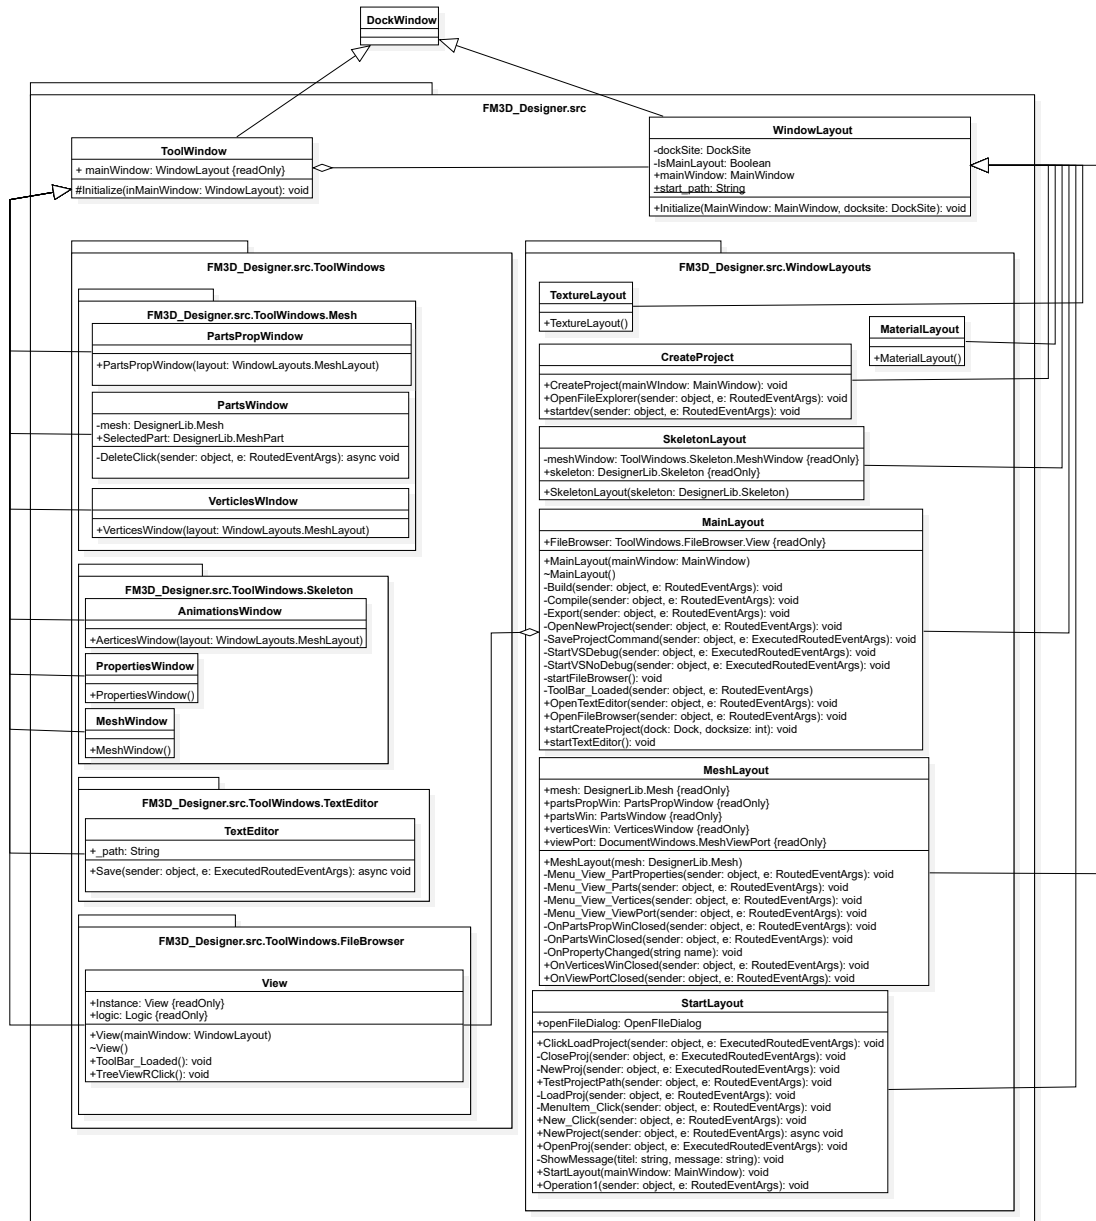 DockWindow
FM3D_Designer.src
ToolWindow
+ mainWindow: WindowLayout {readOnly}
#Initialize(inMainWindow: WindowLayout): void
WindowLayout
-dockSite: DockSite
-IsMainLayout: Boolean
+mainWindow: MainWindow
+start_path: String
+Initialize(MainWindow: MainWindow, docksite: DockSite): void
FM3D_Designer.src.ToolWindows
FM3D_Designer.src.ToolWindows.Mesh
PartsPropWindow
+PartsPropWindow(layout: WindowLayouts.MeshLayout)
PartsWindow
-mesh: DesignerLib.Mesh
+SelectedPart: DesignerLib.MeshPart
-DeleteClick(sender: object, e: RoutedEventArgs): async void
VerticlesWIndow
+VerticesWindow(layout: WindowLayouts.MeshLayout)
FM3D_Designer.src.ToolWindows.Skeleton
AnimationsWindow
+AerticesWindow(layout: WindowLayouts.MeshLayout)
PropertiesWindow
+PropertiesWindow()
MeshWindow
+MeshWindow()
FM3D_Designer.src.ToolWindows.TextEditor
TextEditor
+_path: String
+Save(sender: object, e: ExecutedRoutedEventArgs): async void
FM3D_Designer.src.ToolWindows.FileBrowser
View
+Instance: View {readOnly}
+logic: Logic {readOnly}
+View(mainWindow: WindowLayout)
~View()
+ToolBar_Loaded(): void
+TreeViewRClick(): void
FM3D_Designer.src.WindowLayouts
TextureLayout
+TextureLayout()
MaterialLayout
+MaterialLayout()
CreateProject
+CreateProject(mainWIndow: MainWindow): void
+OpenFileExplorer(sender: object, e: RoutedEventArgs): void
+startdev(sender: object, e: RoutedEventArgs): void
SkeletonLayout
-meshWindow: ToolWindows.Skeleton.MeshWindow {readOnly}
+skeleton: DesignerLib.Skeleton {readOnly}
+SkeletonLayout(skeleton: DesignerLib.Skeleton)
MainLayout
+FileBrowser: ToolWindows.FileBrowser.View {readOnly}
+MainLayout(mainWindow: MainWindow)
~MainLayout()
-Build(sender: object, e: RoutedEventArgs): void
-Compile(sender: object, e: RoutedEventArgs): void
-Export(sender: object, e: RoutedEventArgs): void
-OpenNewProject(sender: object, e: RoutedEventArgs): void
-SaveProjectCommand(sender: object, e: ExecutedRoutedEventArgs): void
-StartVSDebug(sender: object, e: ExecutedRoutedEventArgs): void
-StartVSNoDebug(sender: object, e: ExecutedRoutedEventArgs): void
-startFileBrowser(): void
-ToolBar_Loaded(sender: object, e: RoutedEventArgs)
+OpenTextEditor(sender: object, e: RoutedEventArgs): void
+OpenFileBrowser(sender: object, e: RoutedEventArgs): void
+startCreateProject(dock: Dock, docksize: int): void
+startTextEditor(): void
MeshLayout
+mesh: DesignerLib.Mesh {readOnly}
+partsPropWin: PartsPropWindow {readOnly}
+partsWin: PartsWindow {readOnly}
+verticesWin: VerticesWindow {readOnly}
+viewPort: DocumentWindows.MeshViewPort {readOnly}
+MeshLayout(mesh: DesignerLib.Mesh)
-Menu_View_PartProperties(sender: object, e: RoutedEventArgs): void
-Menu_View_Parts(sender: object, e: RoutedEventArgs): void
-Menu_View_Vertices(sender: object, e: RoutedEventArgs): void
-Menu_View_ViewPort(sender: object, e: RoutedEventArgs): void
-OnPartsPropWinClosed(sender: object, e: RoutedEventArgs): void
-OnPartsWinClosed(sender: object, e: RoutedEventArgs): void
-OnPropertyChanged(string name): void
+OnVerticesWinClosed(sender: object, e: RoutedEventArgs): void
+OnViewPortClosed(sender: object, e: RoutedEventArgs): void
StartLayout
+openFileDialog: OpenFIleDialog
+ClickLoadProject(sender: object, e: ExecutedRoutedEventArgs): void
-CloseProj(sender: object, e: ExecutedRoutedEventArgs): void
-NewProj(sender: object, e: ExecutedRoutedEventArgs): void
+TestProjectPath(sender: object, e: RoutedEventArgs): void
-LoadProj(sender: object, e: RoutedEventArgs): void
-MenuItem_Click(sender: object, e: RoutedEventArgs): void
+New_Click(sender: object, e: RoutedEventArgs): void
+NewProject(sender: object, e: RoutedEventArgs): async void
+OpenProj(sender: object, e: ExecutedRoutedEventArgs): void
-ShowMessage(titel: string, message: string): void
+StartLayout(mainWindow: MainWindow): void
+Operation1(sender: object, e: RoutedEventArgs): void